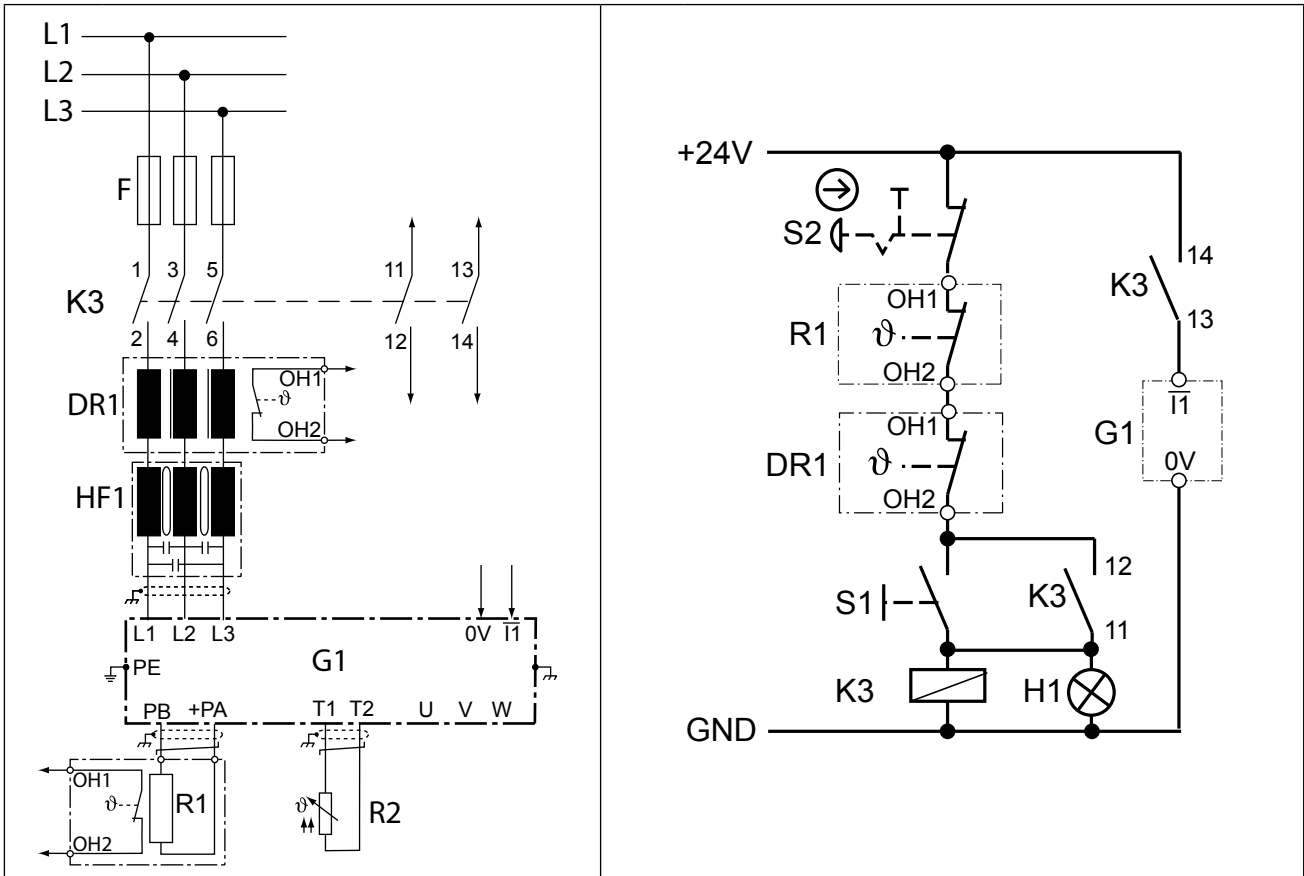 L1
L2
L3
F
1 3 5 11 13
K3
2 4 6 12 14
DR1
OH1
ϑ
OH2
HF1
L1 L2 L3 0V I̅1̅
PE
G1
PB +PA T1 T2 U V W
OH1
ϑ
R1
OH2
ϑ
R2
+24V
S2
OH1
R1
ϑ
OH2
OH1
DR1
ϑ
OH2
S1
K3
12
11
K3
H1
GND
14
K3
13
I̅1̅
G1
0V